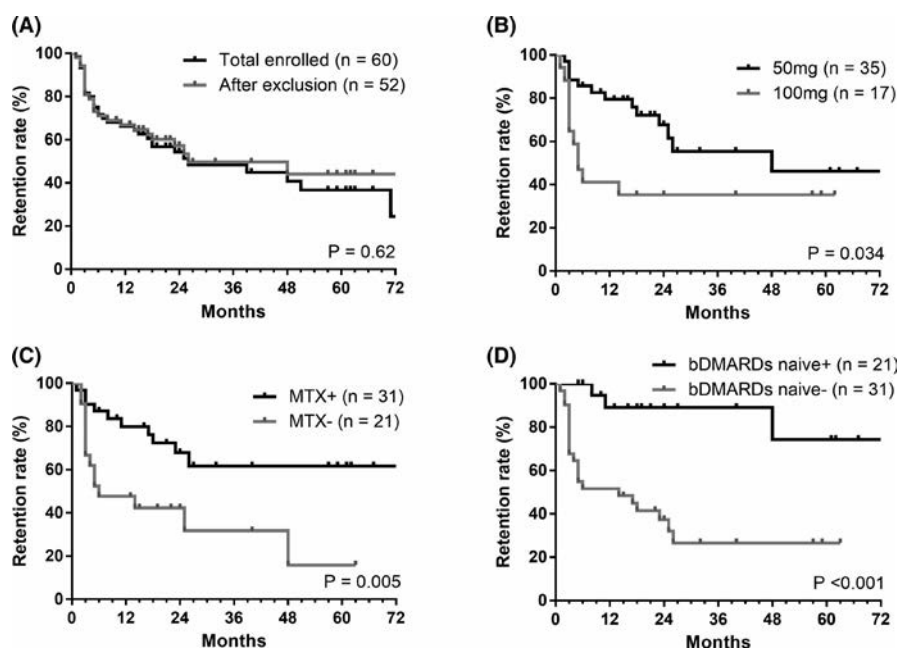 (A)
Total enrolled (n = 60)
After exclusion (n = 52)
Retention rate (%)
100
80
60
40
20
0
P = 0.62
0 12 24 36 48 60 72
Months
(B)
50mg (n = 35)
100mg (n = 17)
Retention rate (%)
100
80
60
40
20
0
P = 0.034
0 12 24 36 48 60 72
Months
(C)
MTX+ (n = 31)
MTX- (n = 21)
Retention rate (%)
100
80
60
40
20
0
P = 0.005
0 12 24 36 48 60 72
Months
(D)
bDMARDs naive+ (n = 21)
bDMARDs naive- (n = 31)
Retention rate (%)
100
80
60
40
20
0
P <0.001
0 12 24 36 48 60 72
Months